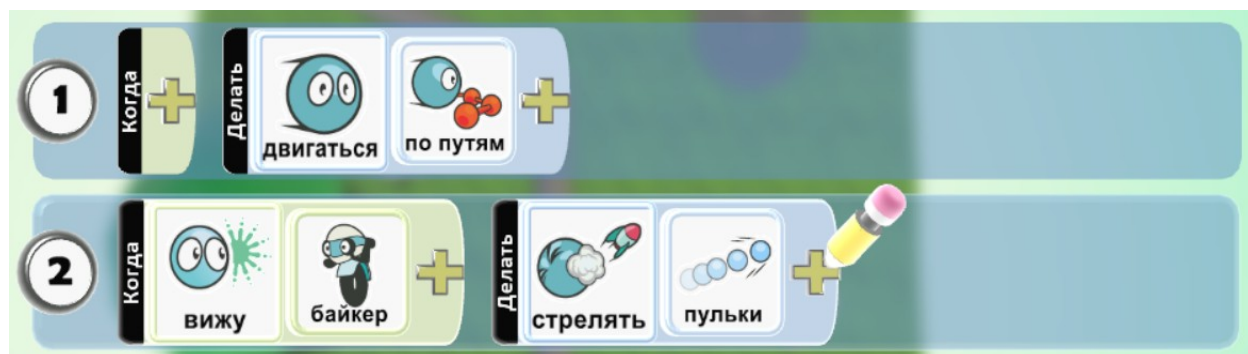 1 Когда Делать двигаться по путям
2 Когда вижу байкер Делать стрелять пульки